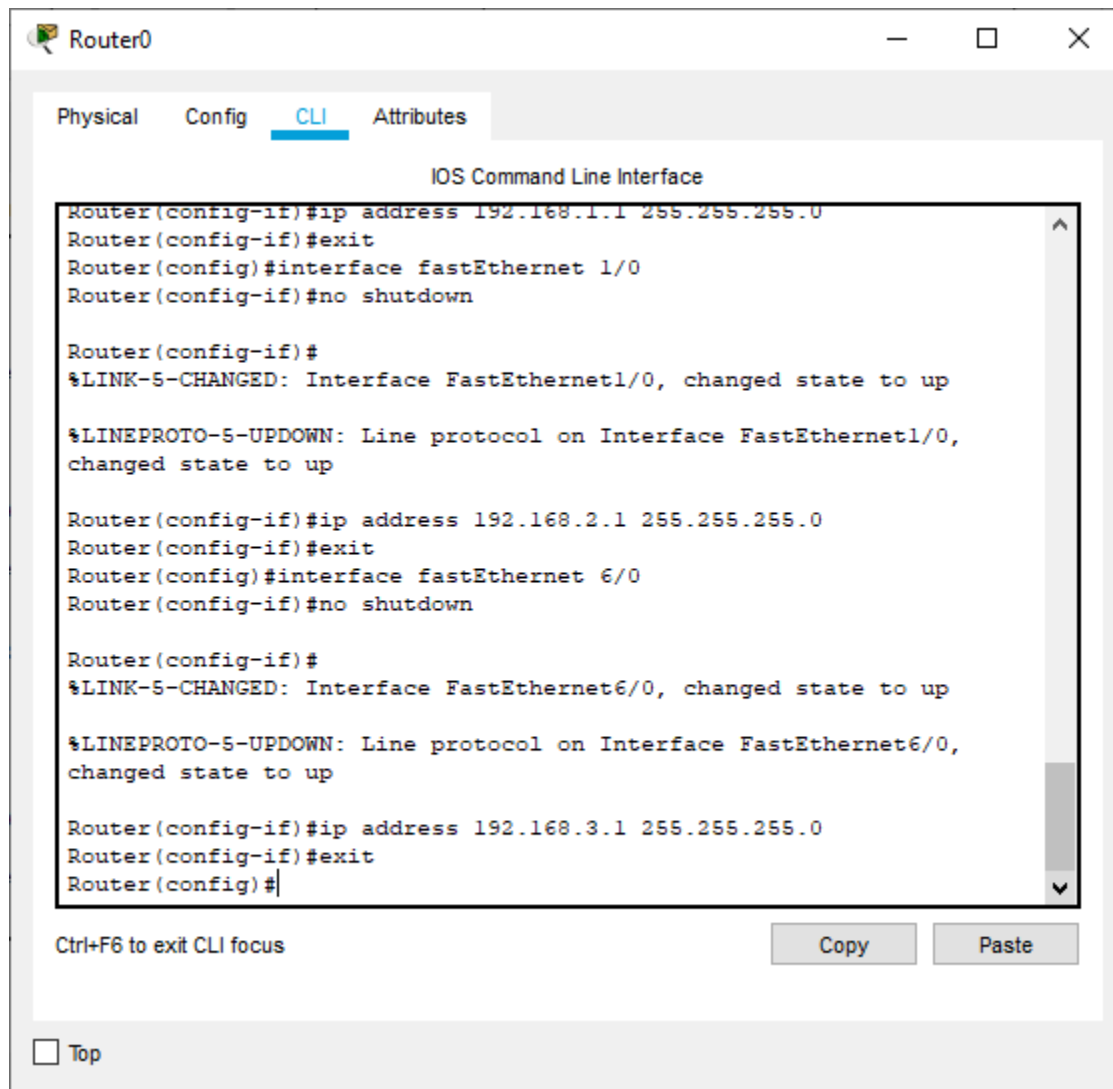 Router0
Physical Config CLI Attributes
IOS Command Line Interface
Router(config-if)#ip address 192.168.1.1 255.255.255.0
Router(config-if)#exit
Router(config)#interface fastEthernet 1/0
Router(config-if)#no shutdown
Router(config-if)#
%LINK-5-CHANGED: Interface FastEthernet1/0, changed state to up
%LINEPROTO-5-UPDOWN: Line protocol on Interface FastEthernet1/0,
changed state to up
Router(config-if)#ip address 192.168.2.1 255.255.255.0
Router(config-if)#exit
Router(config)#interface fastEthernet 6/0
Router(config-if)#no shutdown
Router(config-if)#
%LINK-5-CHANGED: Interface FastEthernet6/0, changed state to up
%LINEPROTO-5-UPDOWN: Line protocol on Interface FastEthernet6/0,
changed state to up
Router(config-if)#ip address 192.168.3.1 255.255.255.0
Router(config-if)#exit
Router(config)#
Ctrl+F6 to exit CLI focus
Copy Paste
Top